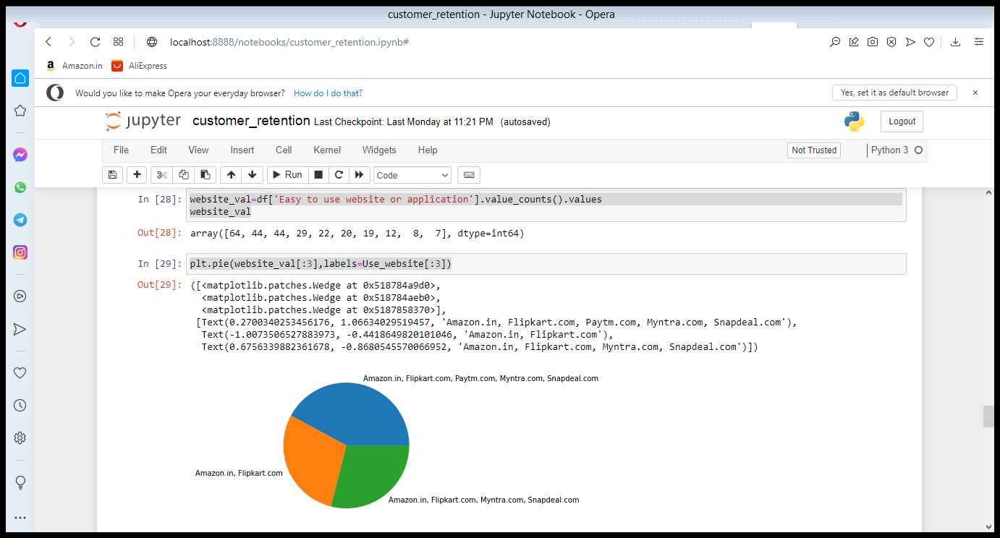 customer_retention - Jupyter Notebook - Opera
localhost:8888/notebooks/customer_retention.ipynb#
Amazon.in AliExpress
Would you like to make Opera your everyday browser? How do I do that? Yes, set it as default browser
jupyter customer_retention Last Checkpoint: Last Monday at 11:21 PM (autosaved) Logout
File Edit View Insert Cell Kernel Widgets Help Not Trusted Python 3
Run Code
In [28]: website_val=df['Easy to use website or application'].value_counts().values
website_val
Out[28]: array([64, 44, 44, 29, 22, 20, 19, 12,  8,  7], dtype=int64)
In [29]: plt.pie(website_val[:3],labels=Use_website[:3])
Out[29]: ([<matplotlib.patches.Wedge at 0x518784a9d0>,
<matplotlib.patches.Wedge at 0x518784aeb0>,
<matplotlib.patches.Wedge at 0x5187858370>],
[Text(0.2700340253456176, 1.06634029519457, 'Amazon.in, Flipkart.com, Paytm.com, Myntra.com, Snapdeal.com'),
Text(-1.0073506527883973, -0.4418649820101046, 'Amazon.in, Flipkart.com'),
Text(0.6756339882361678, -0.8680545570066952, 'Amazon.in, Flipkart.com, Myntra.com, Snapdeal.com')])
Amazon.in, Flipkart.com, Paytm.com, Myntra.com, Snapdeal.com
Amazon.in, Flipkart.com
Amazon.in, Flipkart.com, Myntra.com, Snapdeal.com